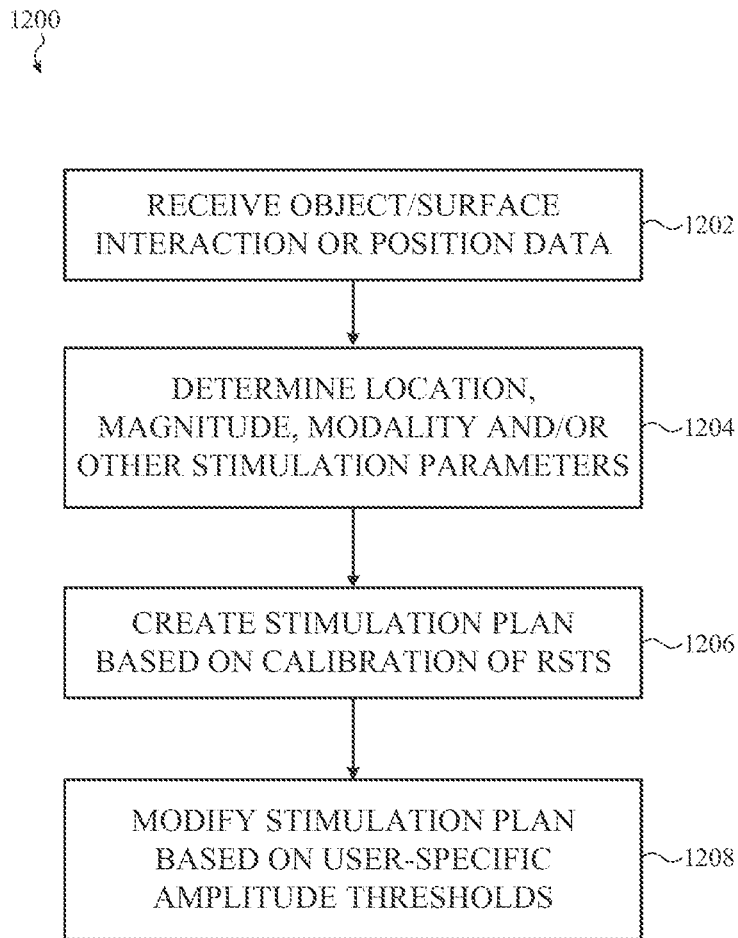 1200
RECEIVE OBJECT/SURFACE
INTERACTION OR POSITION DATA
1202
DETERMINE LOCATION,
MAGNITUDE, MODALITY AND/OR
OTHER STIMULATION PARAMETERS
1204
CREATE STIMULATION PLAN
BASED ON CALIBRATION OF RSTS
1206
MODIFY STIMULATION PLAN
BASED ON USER-SPECIFIC
AMPLITUDE THRESHOLDS
1208